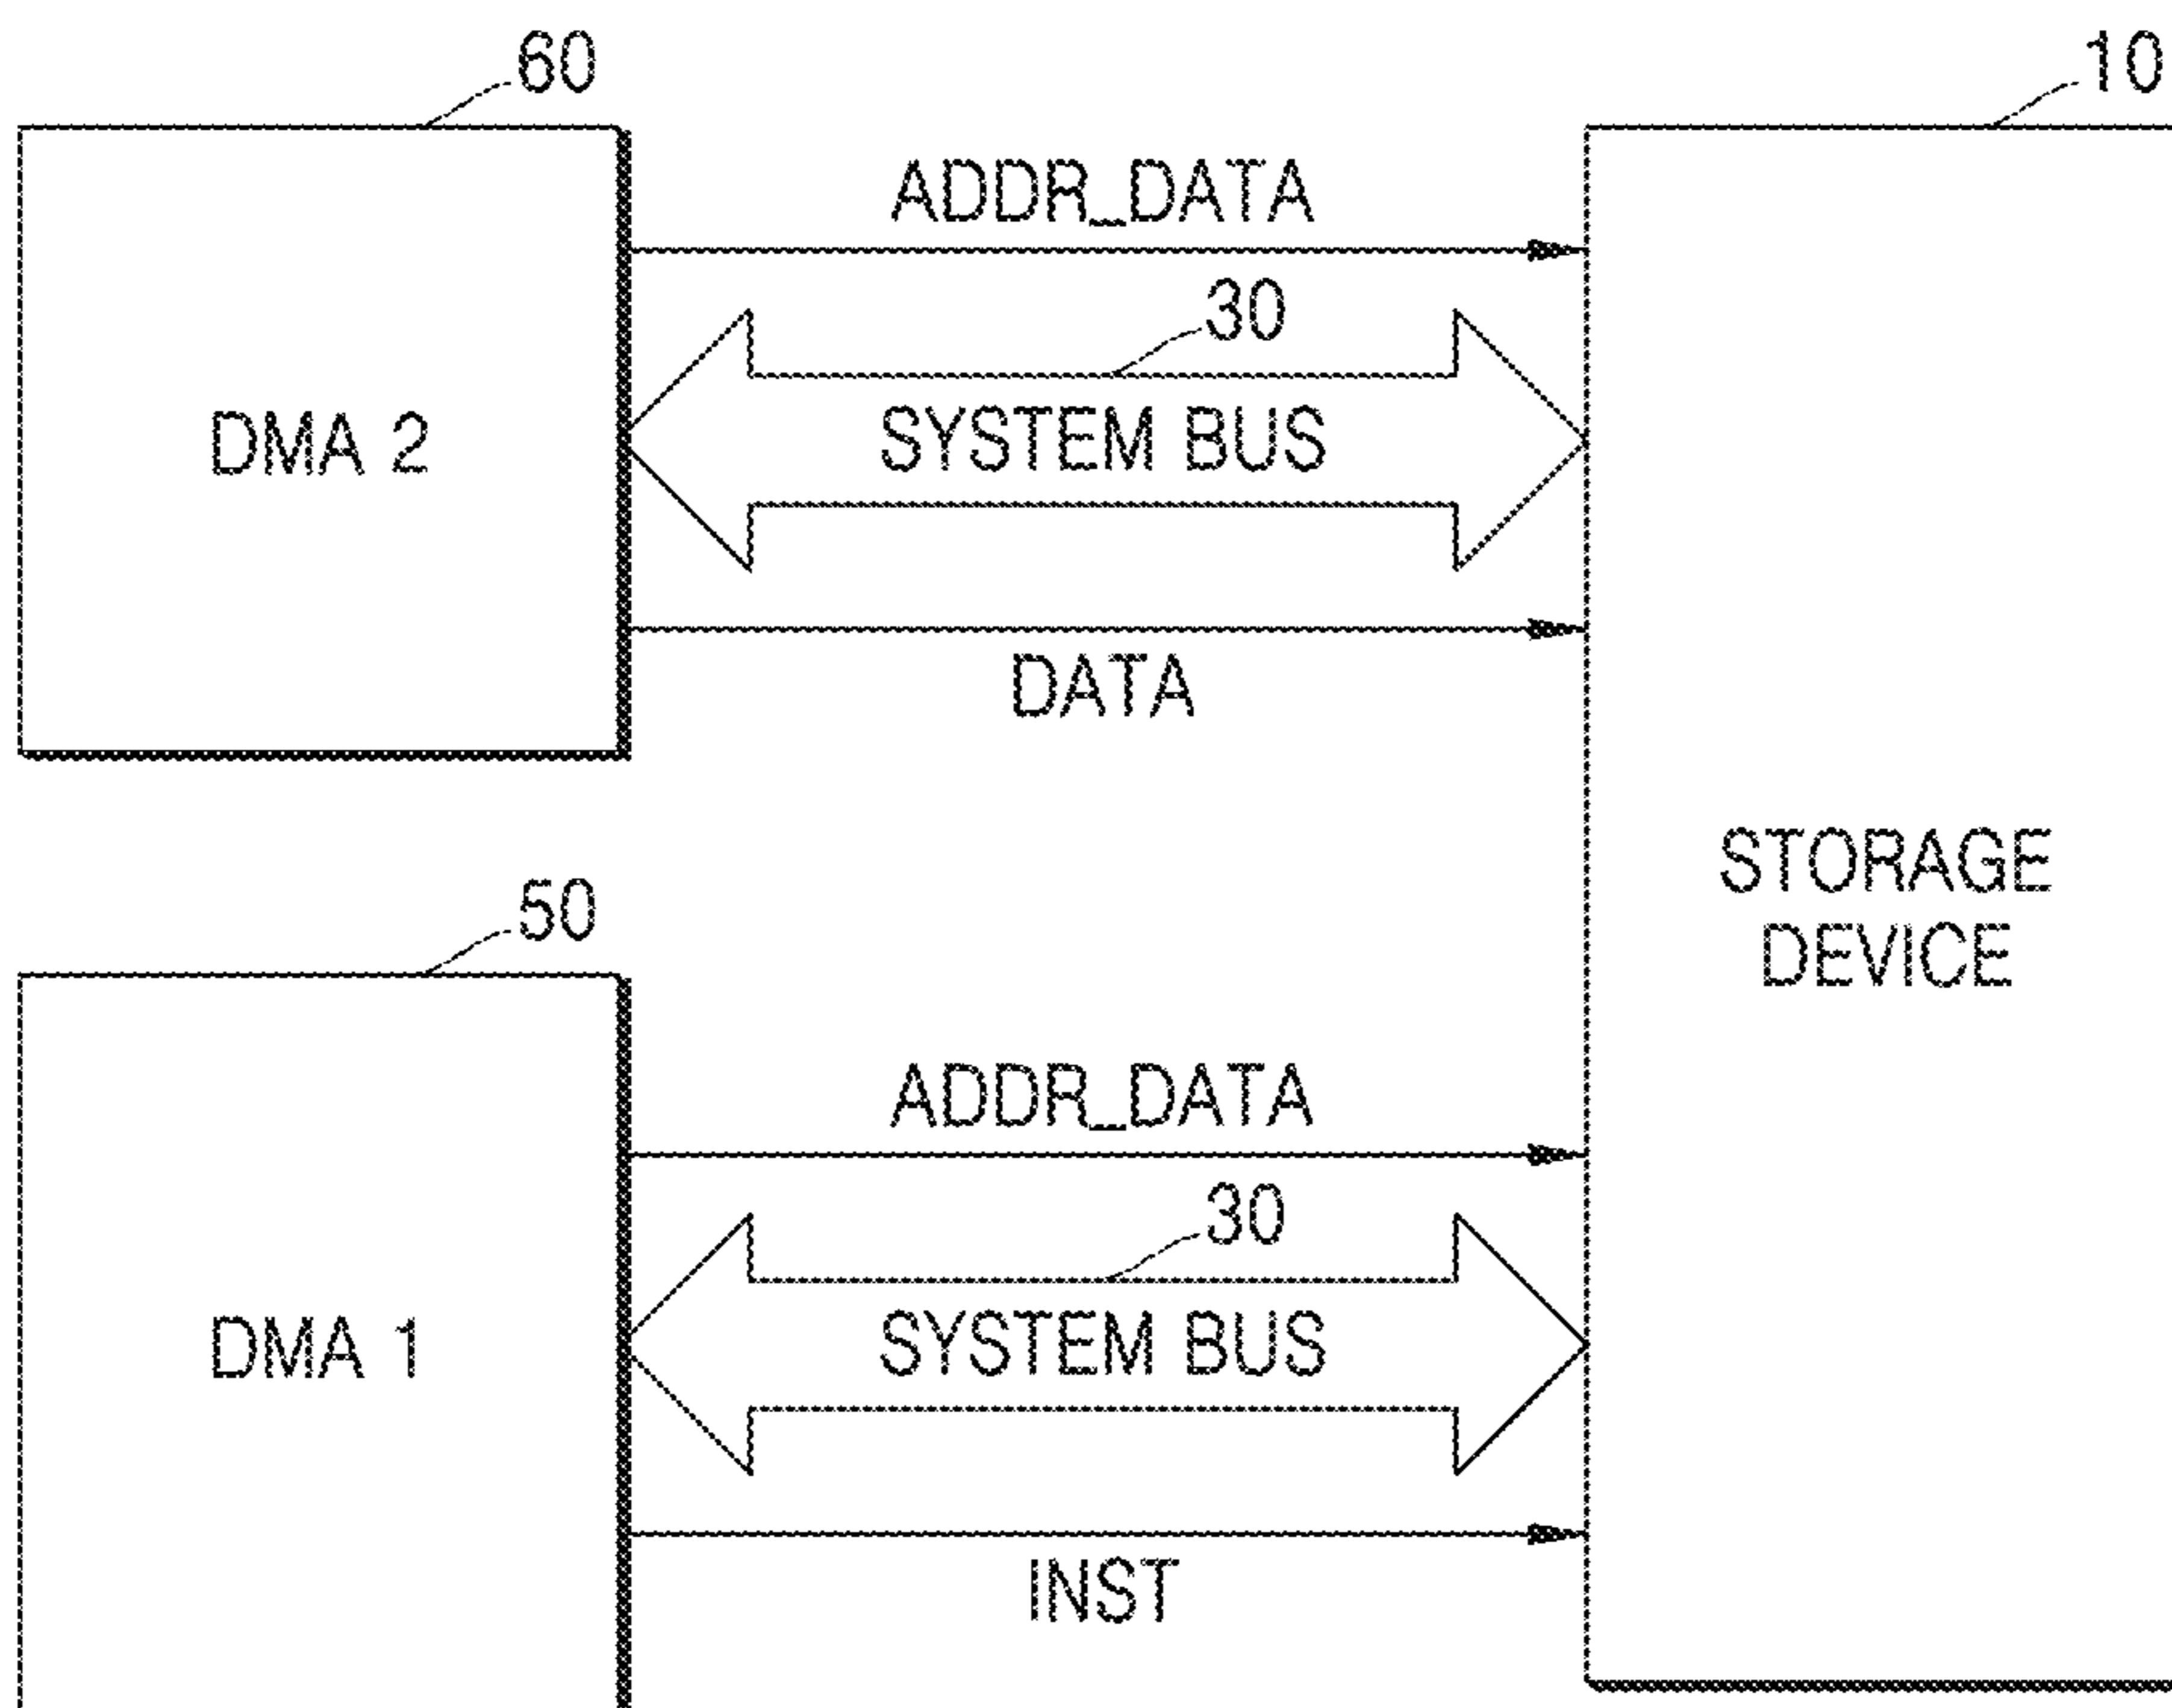 60
10
ADDR_DATA
30
DMA 2
SYSTEM BUS
DATA
STORAGE
DEVICE
50
ADDR_DATA
30
DMA 1
SYSTEM BUS
INST